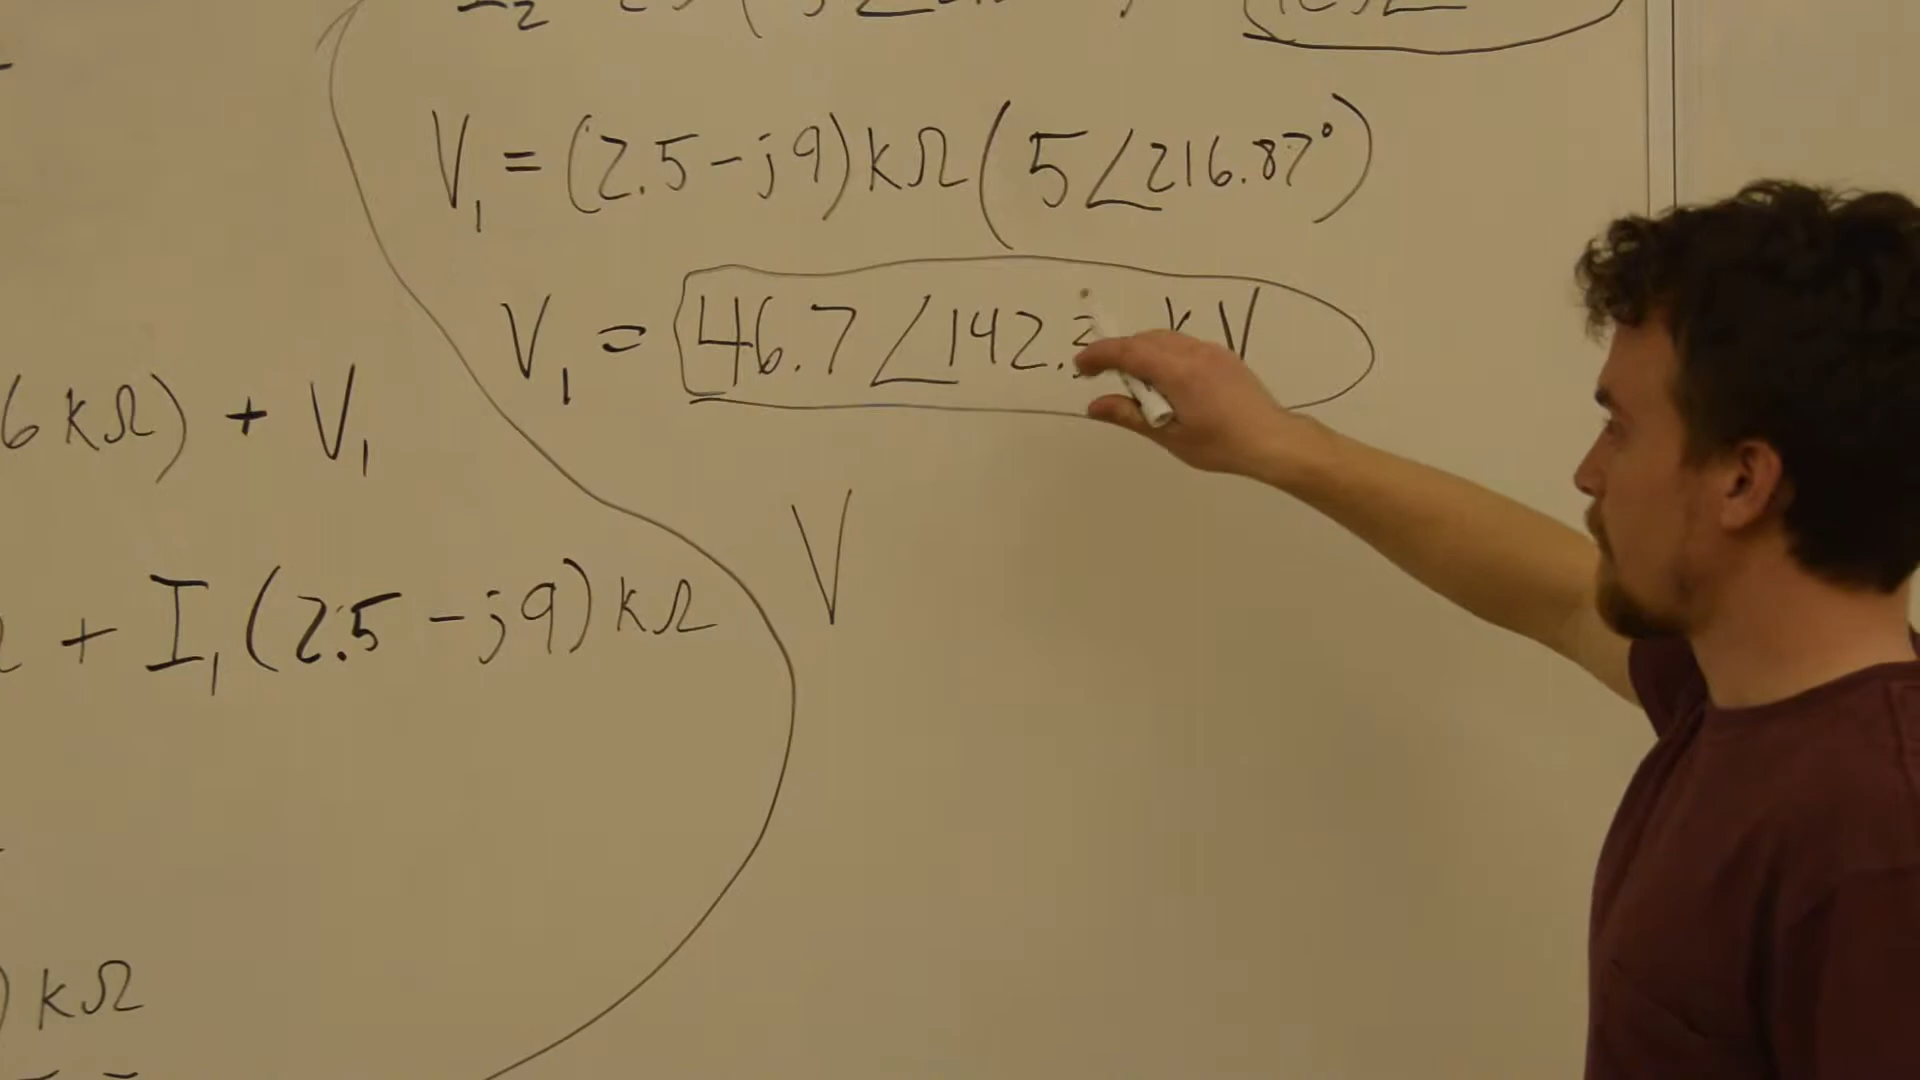 V₁ = (2.5 - j9) kΩ (5∠216.87°)
V₁ = 46.7∠142.3 kV
6 kΩ) + V₁
V
+ I₁ (2.5 - j9) kΩ
) kΩ